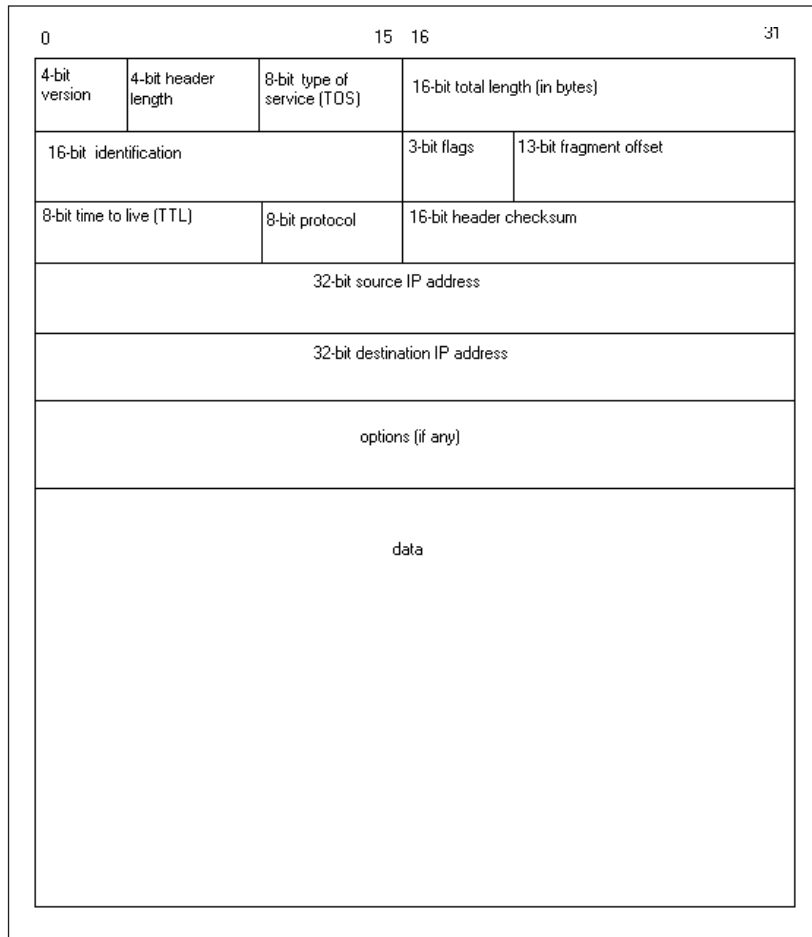 0 15 16 31
4-bit version
4-bit header length
8-bit type of service (TOS)
16-bit total length (in bytes)
16-bit identification
3-bit flags
13-bit fragment offset
8-bit time to live (TTL)
8-bit protocol
16-bit header checksum
32-bit source IP address
32-bit destination IP address
options (if any)
data